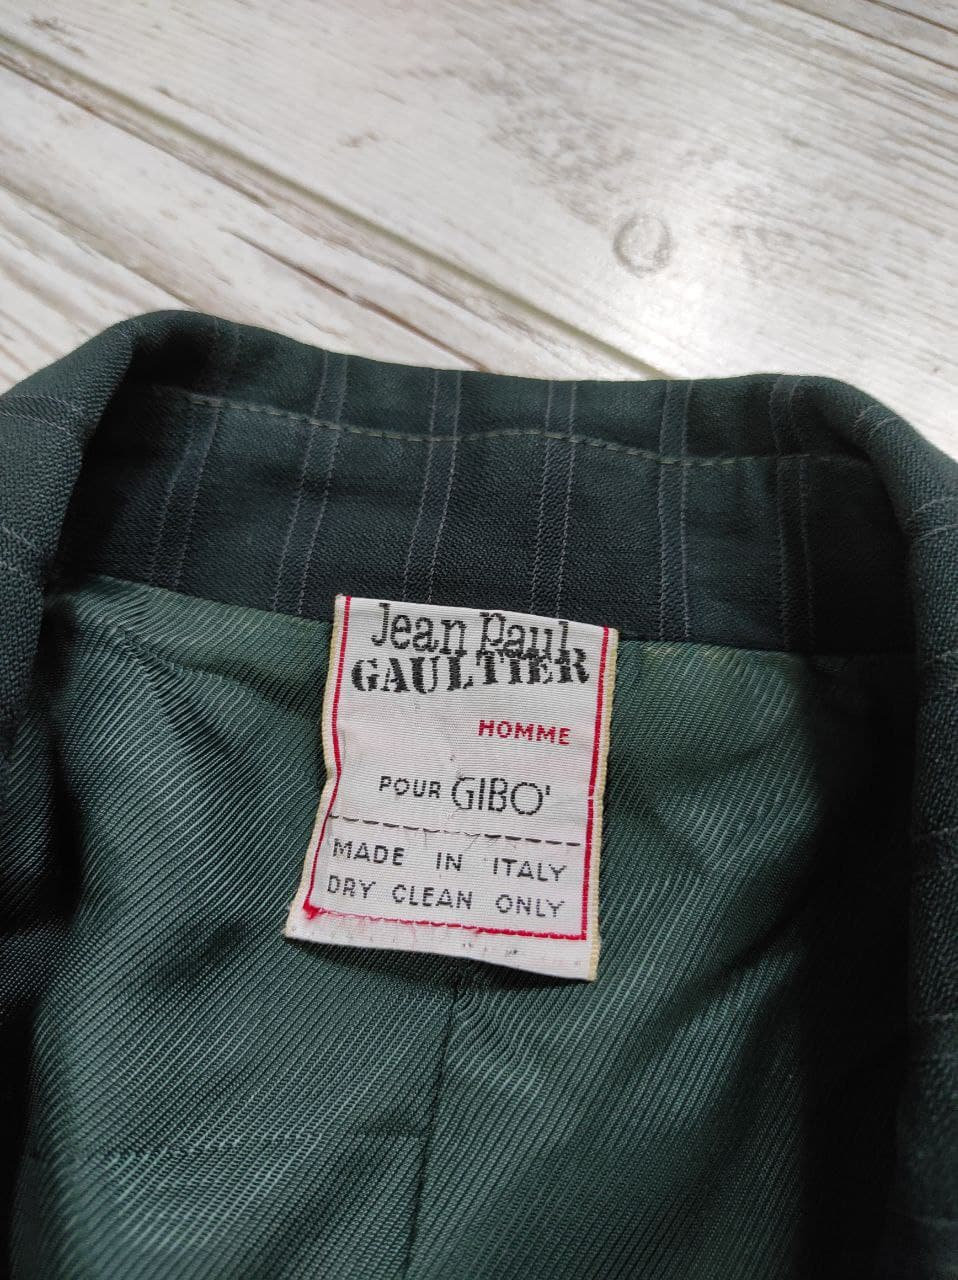 Jean Paul
GAULTIER
HOMME
POUR GIBO'
MADE IN ITALY
DRY CLEAN ONLY